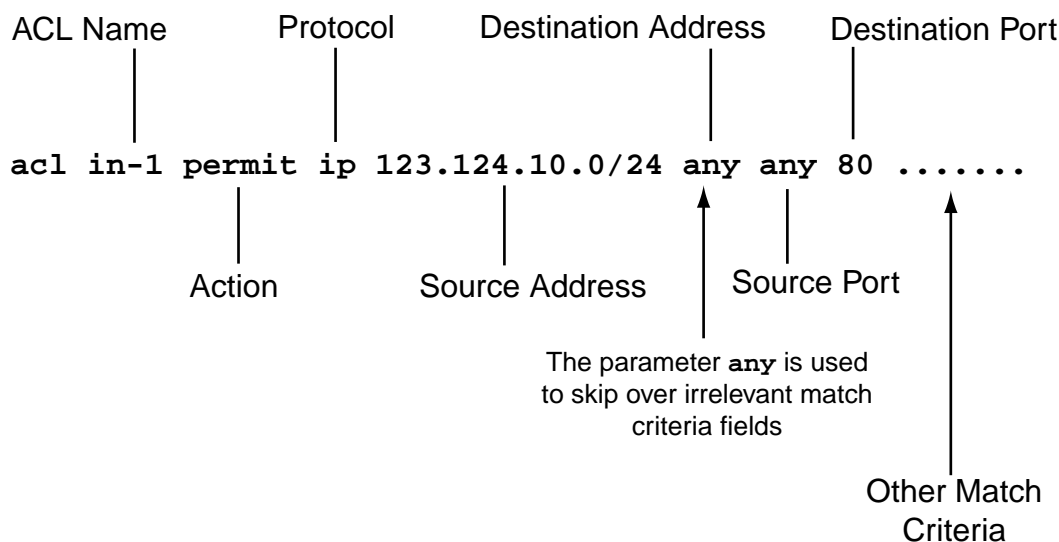 ACL Name Protocol Destination Address Destination Port
acl in-1 permit ip 123.124.10.0/24 any any 80 .......
Action Source Address Source Port
The parameter any is used
to skip over irrelevant match
criteria fields
Other Match
Criteria